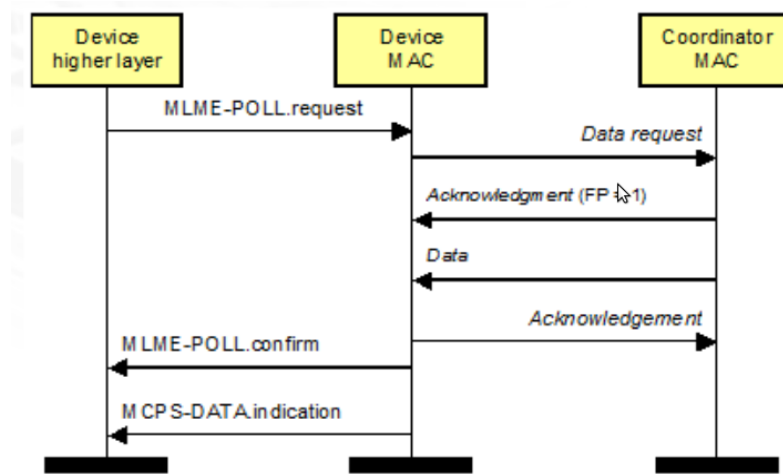 Device
higher layer
Device
MAC
Coordinator
MAC
MLME-POLL.request
Data request
Acknowledgment (FP = 1)
Data
Acknowledgement
MLME-POLL.confirm
MCPS-DATA.indication